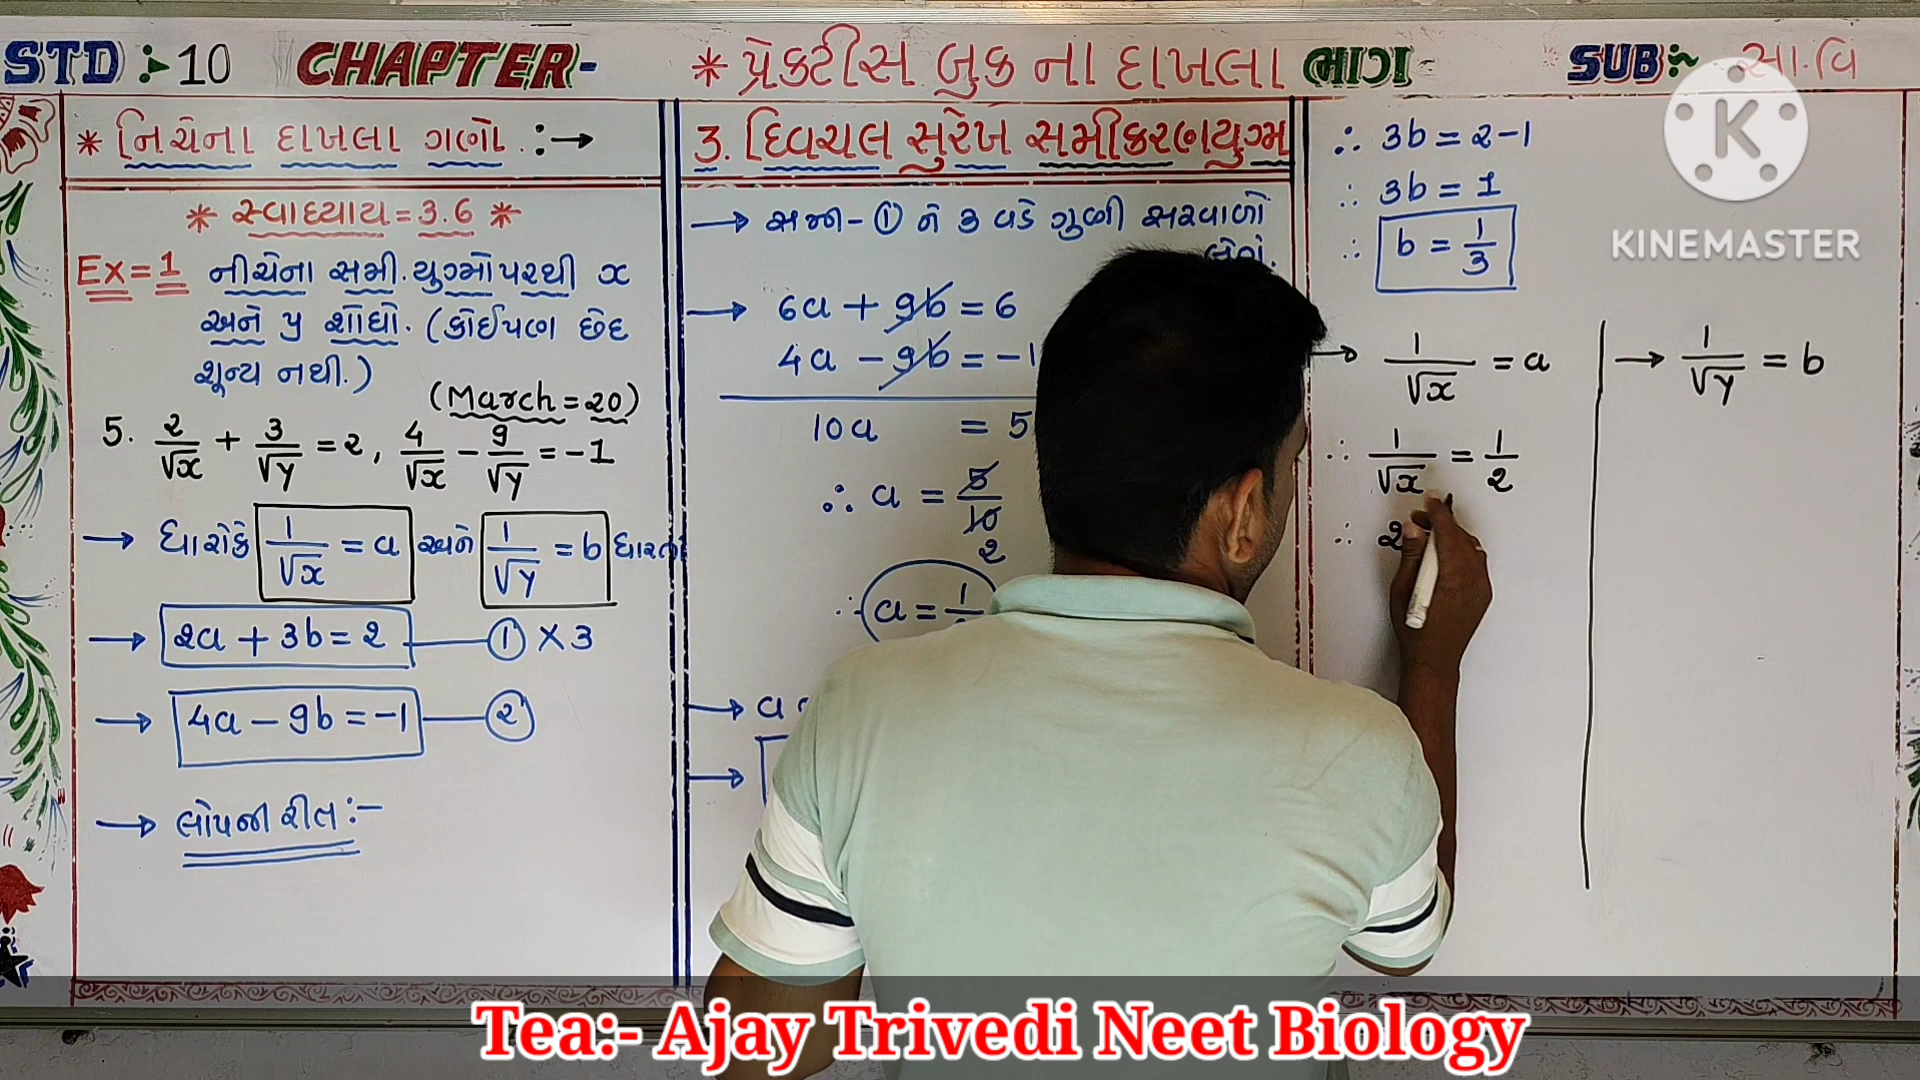 STD :- 10 CHAPTER:- * પ્રેક્ટીસ બુક ના દાખલા ભાગ SUB:~ સા.વિ
* નિચેના દાખલા ગણો :→
* સ્વાધ્યાય = ૩.6 *
Ex = 1 નીચેના સમી. યુગ્મો પરથી x
અને y શોધો. (કોઈપણ છેદ
શૂન્ય નથી.)
(March = 20)
5. 2/√x + 3/√y = 2, 4/√x − 9/√y = −1
→ ધારોકે 1/√x = a અને 1/√y = b ધારતા
→ 2a + 3b = 2 —— ① × 3
→ 4a − 9b = −1 —— ②
→ લોપની રીત :-
3. દ્વિચલ સુરેખ સમીકરણયુગ્મ
→ સમી - ① ને 3 વડે ગુણી સરવાળો
લેતાં.
→ 6a + 9b = 6
4a − 9b = −1
10a = 5
∴ a = 5/10
2
∴ a = 1/
→ a
→
∴ 3b = 2−1
∴ 3b = 1
∴ b = 1/3
→ 1/√x = a
∴ 1/√x = 1/2
∴ 2
→ 1/√y = b
K
KINEMASTER
Tea:- Ajay Trivedi Neet Biology